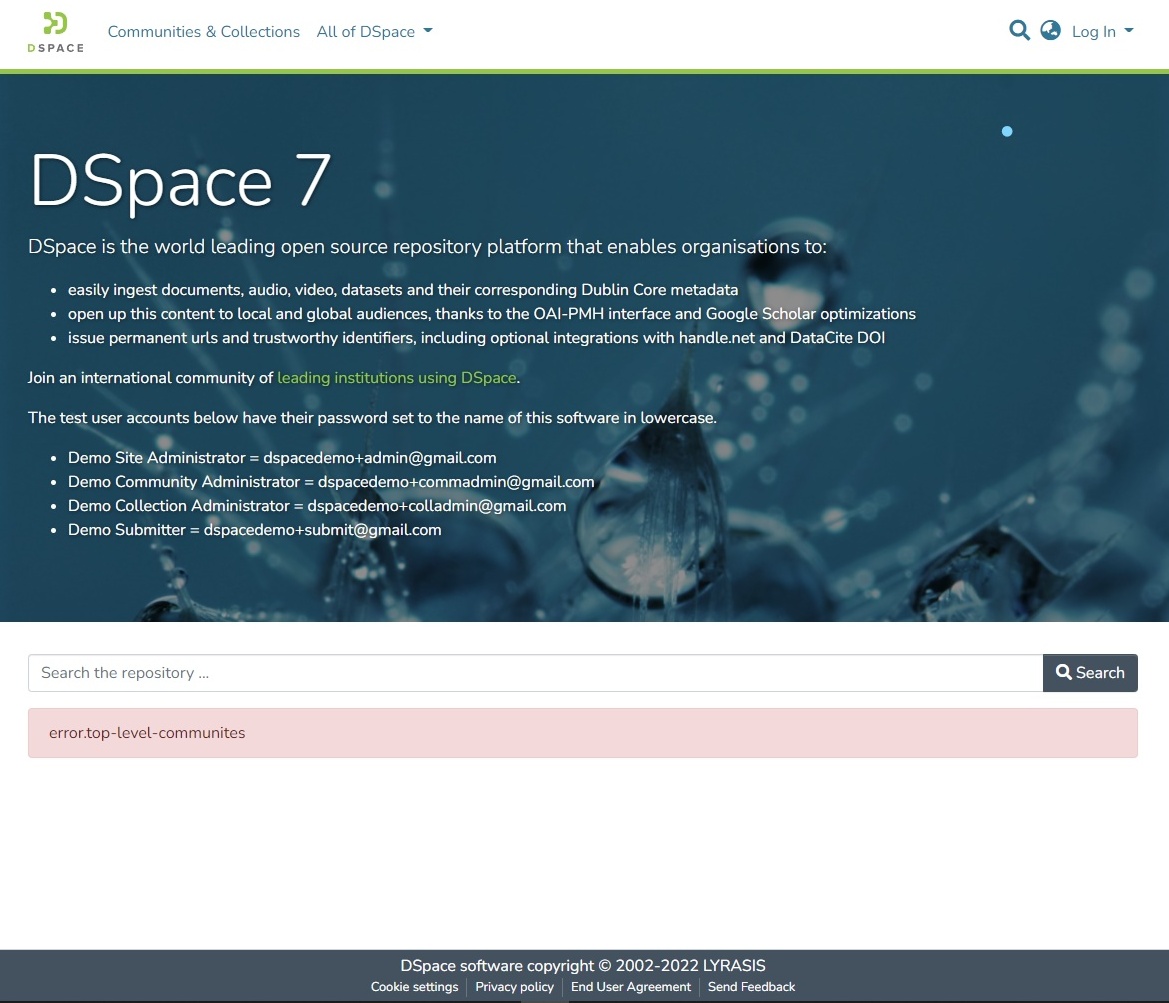 DSPACE
Communities & Collections
All of DSpace
Log In
DSpace 7
DSpace is the world leading open source repository platform that enables organisations to:
easily ingest documents, audio, video, datasets and their corresponding Dublin Core metadata
open up this content to local and global audiences, thanks to the OAI-PMH interface and Google Scholar optimizations
issue permanent urls and trustworthy identifiers, including optional integrations with handle.net and DataCite DOI
Join an international community of leading institutions using DSpace.
The test user accounts below have their password set to the name of this software in lowercase.
Demo Site Administrator = dspacedemo+admin@gmail.com
Demo Community Administrator = dspacedemo+commadmin@gmail.com
Demo Collection Administrator = dspacedemo+colladmin@gmail.com
Demo Submitter = dspacedemo+submit@gmail.com
Search the repository ...
Search
error.top-level-communites
DSpace software copyright © 2002-2022 LYRASIS
Cookie settings
Privacy policy
End User Agreement
Send Feedback